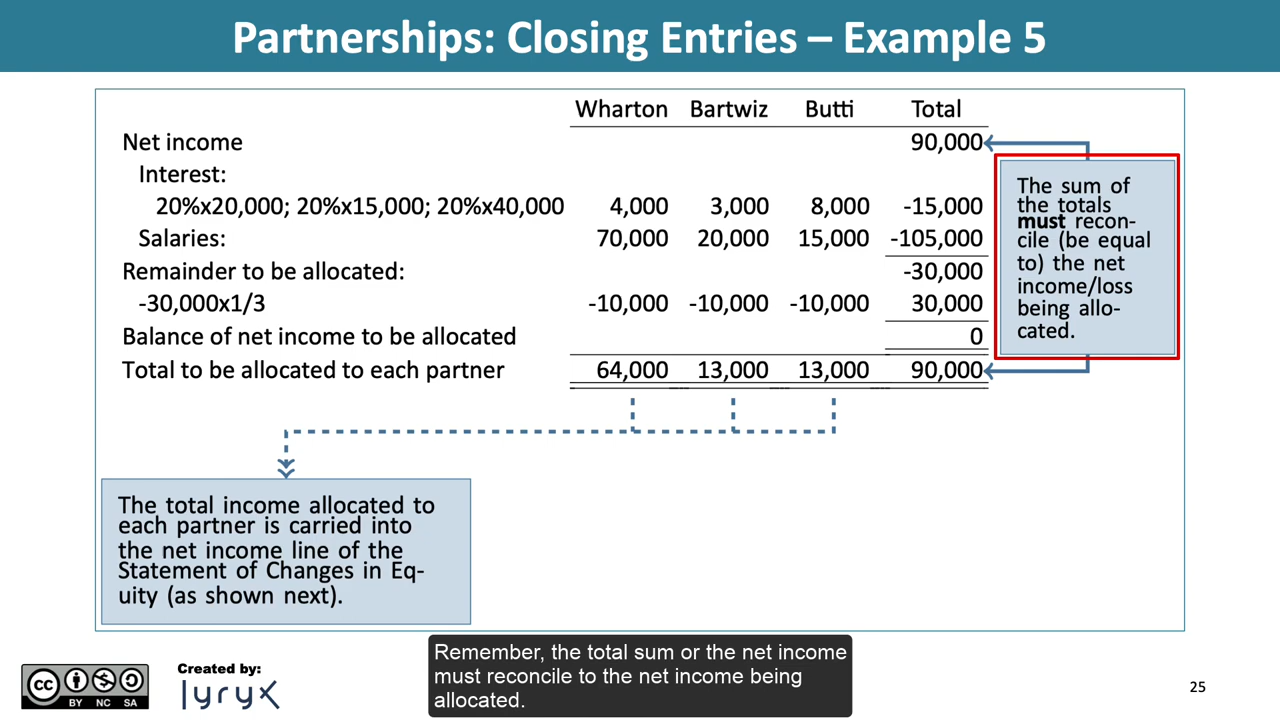 Partnerships: Closing Entries – Example 5
Wharton Bartwiz Butti Total
Net income 90,000
Interest:
20%x20,000; 20%x15,000; 20%x40,000 4,000 3,000 8,000 -15,000
Salaries: 70,000 20,000 15,000 -105,000
Remainder to be allocated: -30,000
-30,000x1/3 -10,000 -10,000 -10,000 30,000
Balance of net income to be allocated 0
Total to be allocated to each partner 64,000 13,000 13,000 90,000
The sum of
the totals
must recon-
cile (be equal
to) the net
income/loss
being allo-
cated.
The total income allocated to
each partner is carried into
the net income line of the
Statement of Changes in Eq-
uity (as shown next).
Remember, the total sum or the net income
must reconcile to the net income being
allocated.
cc BY NC SA
Created by:
lyryx
25